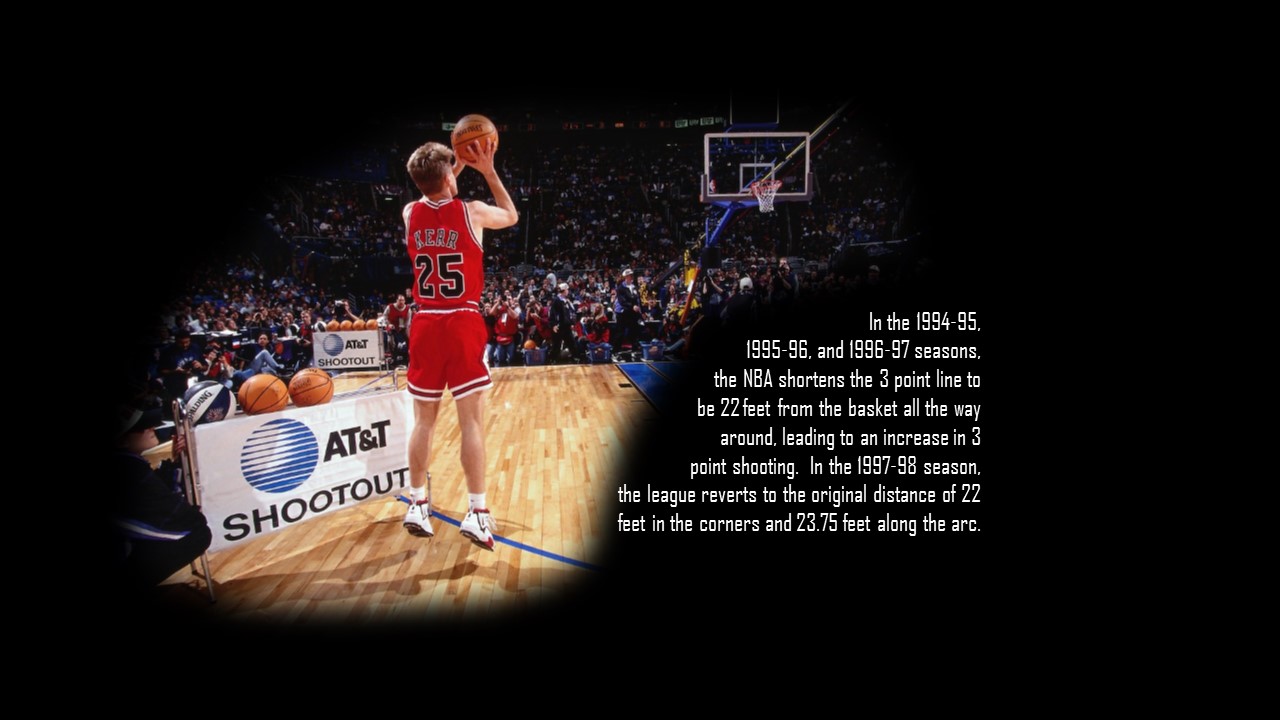 KERR
25
AT&T
SHOOTOUT
SPALDING
AT&T
SHOOTOUT
In the 1994-95,
1995-96, and 1996-97 seasons,
the NBA shortens the 3 point line to
be 22 feet from the basket all the way
around, leading to an increase in 3
point shooting.  In the 1997-98 season,
the league reverts to the original distance of 22
feet in the corners and 23.75 feet along the arc.